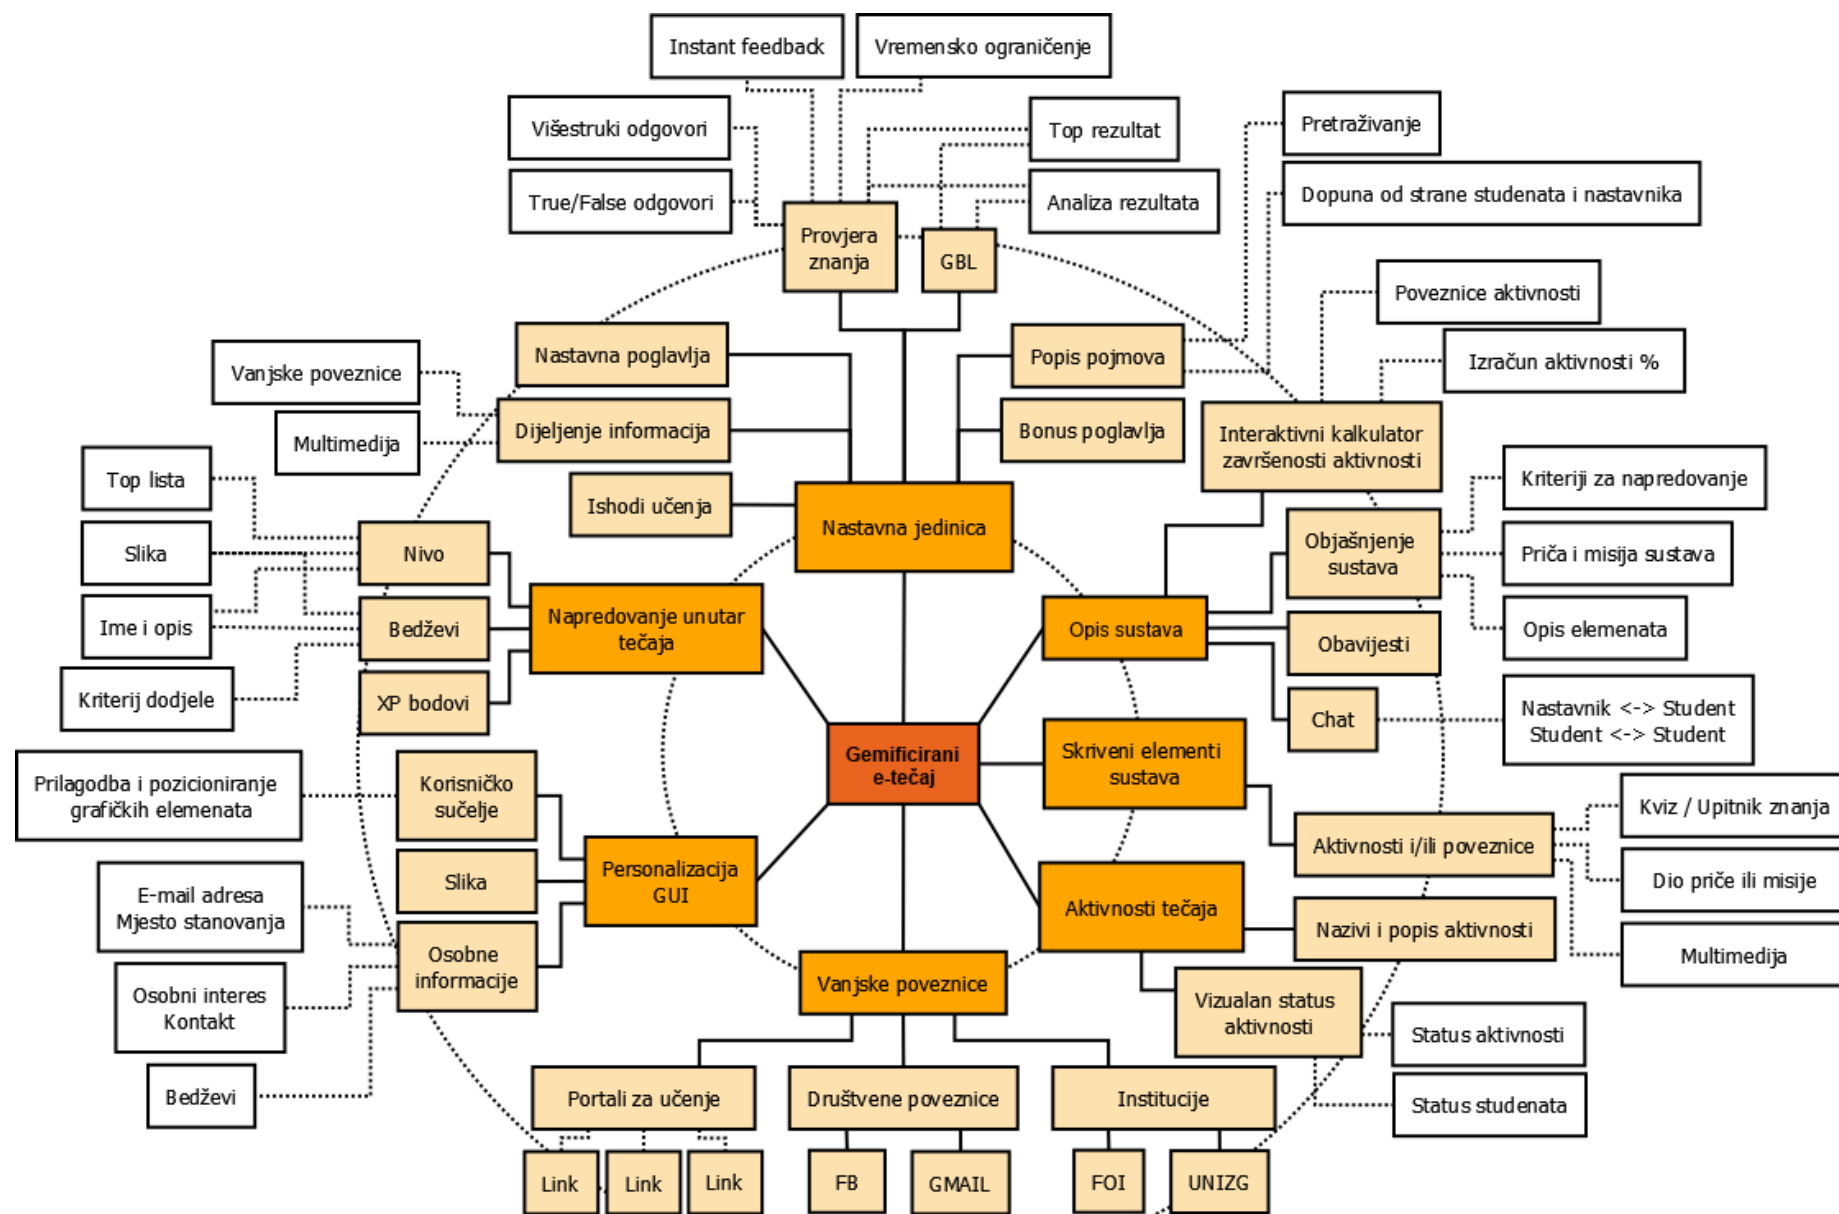 Instant feedback
Vremensko ograničenje
Višestruki odgovori
Top rezultat
Pretraživanje
True/False odgovori
Analiza rezultata
Dopuna od strane studenata i nastavnika
Provjera
znanja
GBL
Poveznice aktivnosti
Nastavna poglavlja
Popis pojmova
Izračun aktivnosti %
Vanjske poveznice
Dijeljenje informacija
Bonus poglavlja
Interaktivni kalkulator
završenosti aktivnosti
Multimedija
Top lista
Ishodi učenja
Nastavna jedinica
Kriteriji za napredovanje
Slika
Nivo
Objašnjenje
sustava
Priča i misija sustava
Ime i opis
Bedževi
Napredovanje unutar
tečaja
Opis sustava
Obavijesti
Opis elemenata
Kriterij dodjele
XP bodovi
Chat
Nastavnik <-> Student
Student <-> Student
Gemificirani
e-tečaj
Skriveni elementi
sustava
Prilagodba i pozicioniranje
grafičkih elemenata
Korisničko
sučelje
Kviz / Upitnik znanja
Aktivnosti i/ili poveznice
Slika
Personalizacija
GUI
Dio priče ili misije
E-mail adresa
Mjesto stanovanja
Aktivnosti tečaja
Nazivi i popis aktivnosti
Multimedija
Osobne
informacije
Vanjske poveznice
Osobni interes
Kontakt
Vizualan status
aktivnosti
Status aktivnosti
Bedževi
Portali za učenje
Društvene poveznice
Institucije
Status studenata
Link
Link
Link
FB
GMAIL
FOI
UNIZG